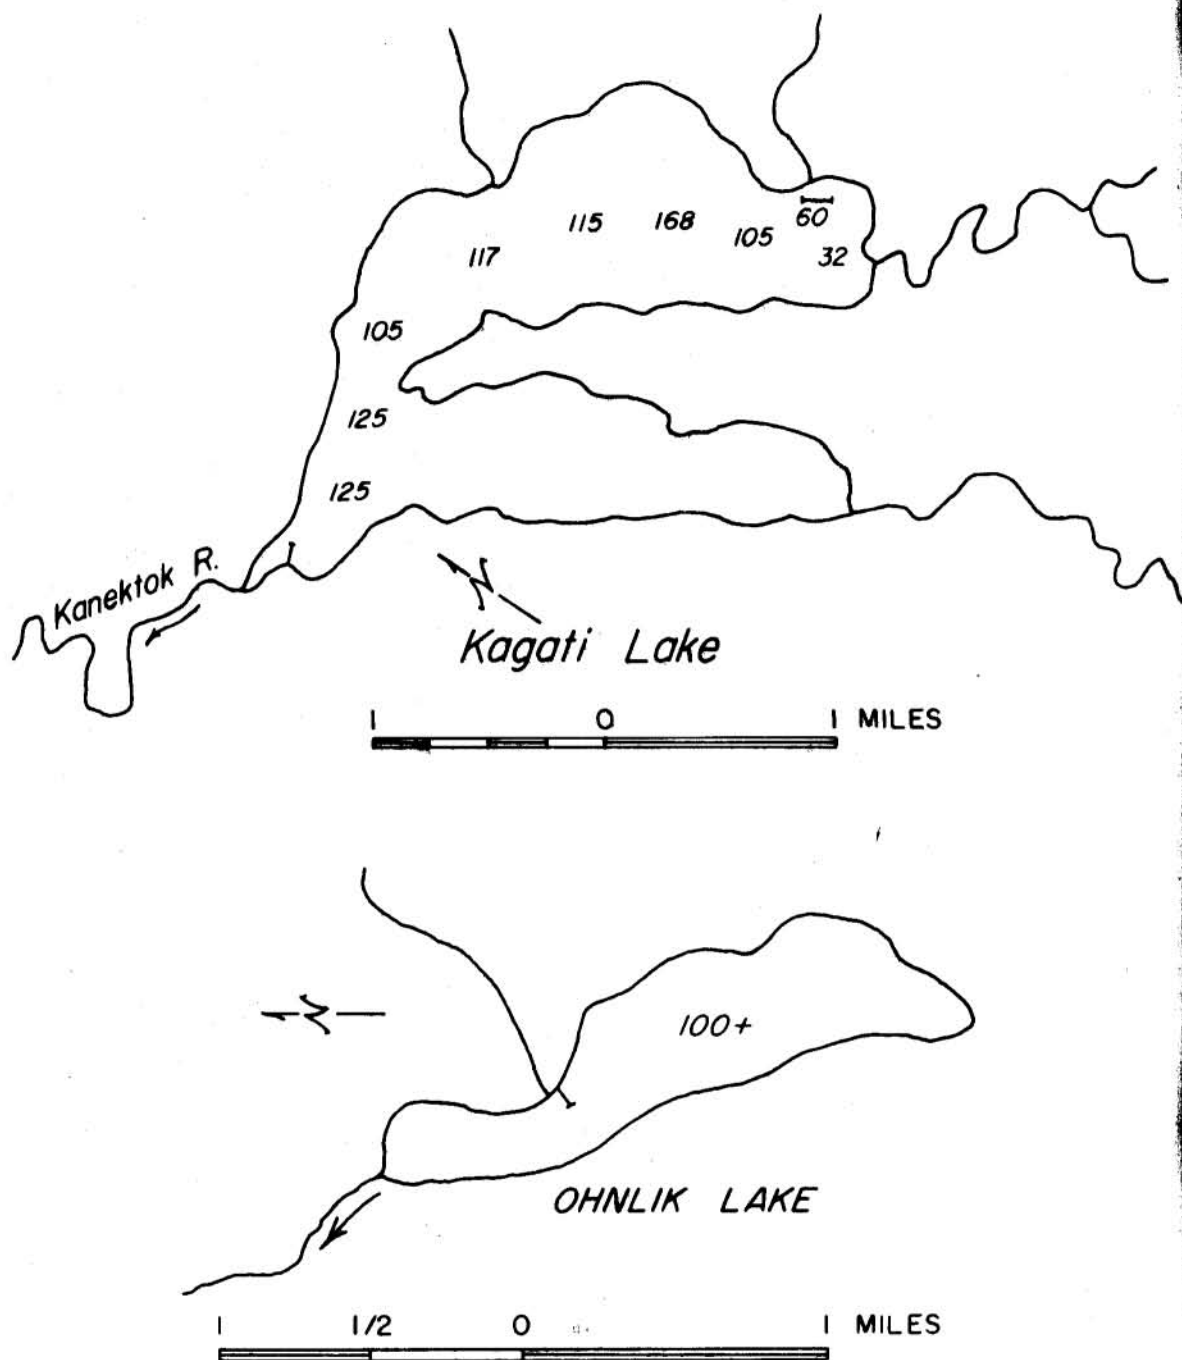 60
115 168 105
117 32
105
125
125
Kanektok R.
N
Kagati Lake
1 0 1 MILES
N
100+
OHNLIK LAKE
1 1/2 0 1 MILES